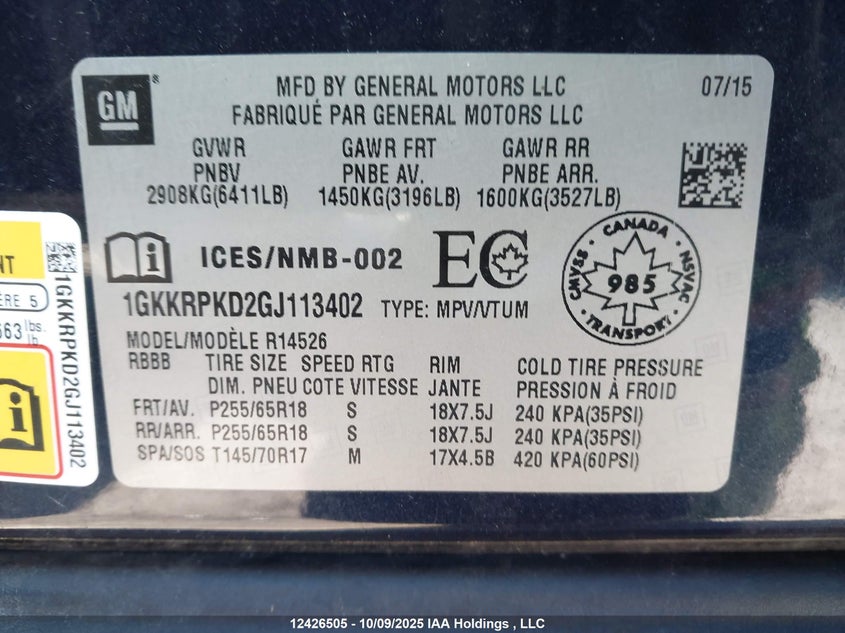 GM
MFD BY GENERAL MOTORS LLC
07/15
FABRIQUÉ PAR GENERAL MOTORS LLC
GVWR GAWR FRT GAWR RR
PNBV PNBE AV. PNBE ARR.
2908KG(6411LB) 1450KG(3196LB) 1600KG(3527LB)
ICES/NMB-002
EC
CANADA
CMVSS 985 NSVAC
TRANSPORT
1GKKRPKD2GJ113402 TYPE: MPV/VTUM
MODEL/MODÈLE R14526
RBBB TIRE SIZE SPEED RTG RIM COLD TIRE PRESSURE
DIM. PNEU COTE VITESSE JANTE PRESSION À FROID
FRT/AV. P255/65R18 S 18X7.5J 240 KPA(35PSI)
RR/ARR. P255/65R18 S 18X7.5J 240 KPA(35PSI)
SPA/SOS T145/70R17 M 17X4.5B 420 KPA(60PSI)
5
lbs.
lb.
1GKKRPKD2GJ113402
12426505 - 10/09/2025 IAA Holdings , LLC